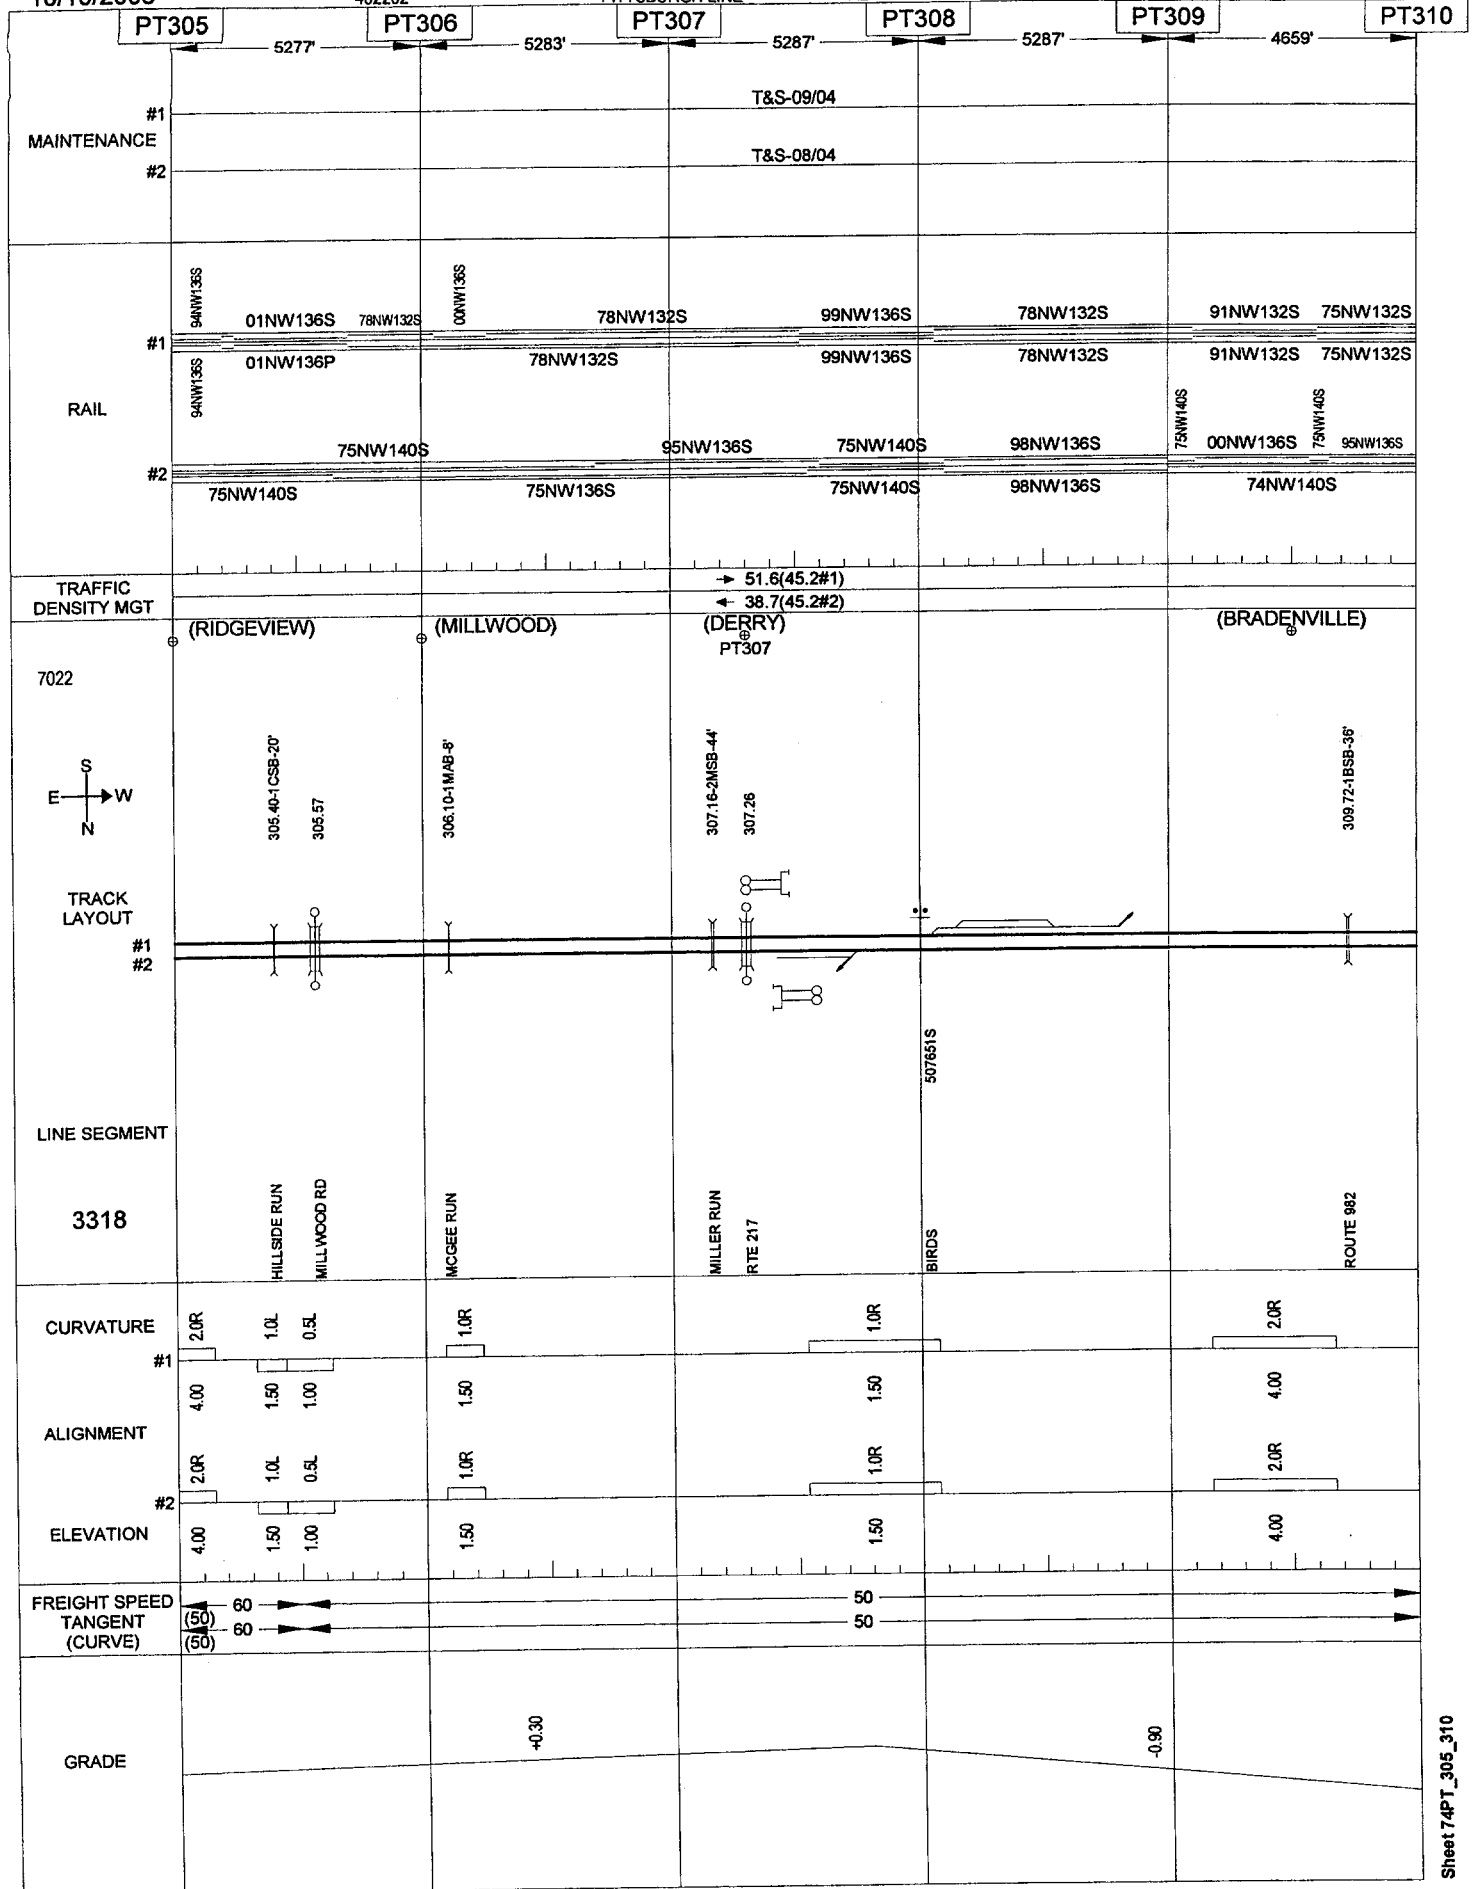 PT305 PT306 PT307 PT308 PT309 PT310
5277' 5283' 5287' 5287' 4659'
#1 T&S-09/04
MAINTENANCE
#2 T&S-08/04
94NW136S 01NW136S 78NW132S 00NW136S 78NW132S 99NW136S 78NW132S 91NW132S 75NW132S
#1
94NW136S 01NW136P 78NW132S 99NW136S 78NW132S 91NW132S 75NW132S
RAIL
75NW140S 95NW136S 75NW140S 98NW136S 75NW140S 00NW136S 75NW140S 95NW136S
#2
75NW140S 75NW136S 75NW140S 98NW136S 74NW140S
TRAFFIC
DENSITY MGT
→ 51.6(45.2#1)
← 38.7(45.2#2)
(RIDGEVIEW) (MILLWOOD) (DERRY) (BRADENVILLE)
PT307
7022
S
E W
N
305.40-1CSB-20'
305.57
306.10-1MAB-8'
307.16-2MSB-44'
307.26
309.72-1BSB-36'
TRACK
LAYOUT
#1
#2
507651S
LINE SEGMENT
3318
HILLSIDE RUN
MILLWOOD RD
MCGEE RUN
MILLER RUN
RTE 217
BIRDS
ROUTE 982
CURVATURE
2.0R 1.0L 0.5L 1.0R 1.0R 2.0R
#1
4.00 1.50 1.00 1.50 1.50 4.00
ALIGNMENT
2.0R 1.0L 0.5L 1.0R 1.0R 2.0R
#2
ELEVATION
4.00 1.50 1.00 1.50 1.50 4.00
FREIGHT SPEED
TANGENT
(CURVE)
60 50
(50)
60 50
(50)
GRADE
+0.30 -0.90
Sheet 74PT_305_310